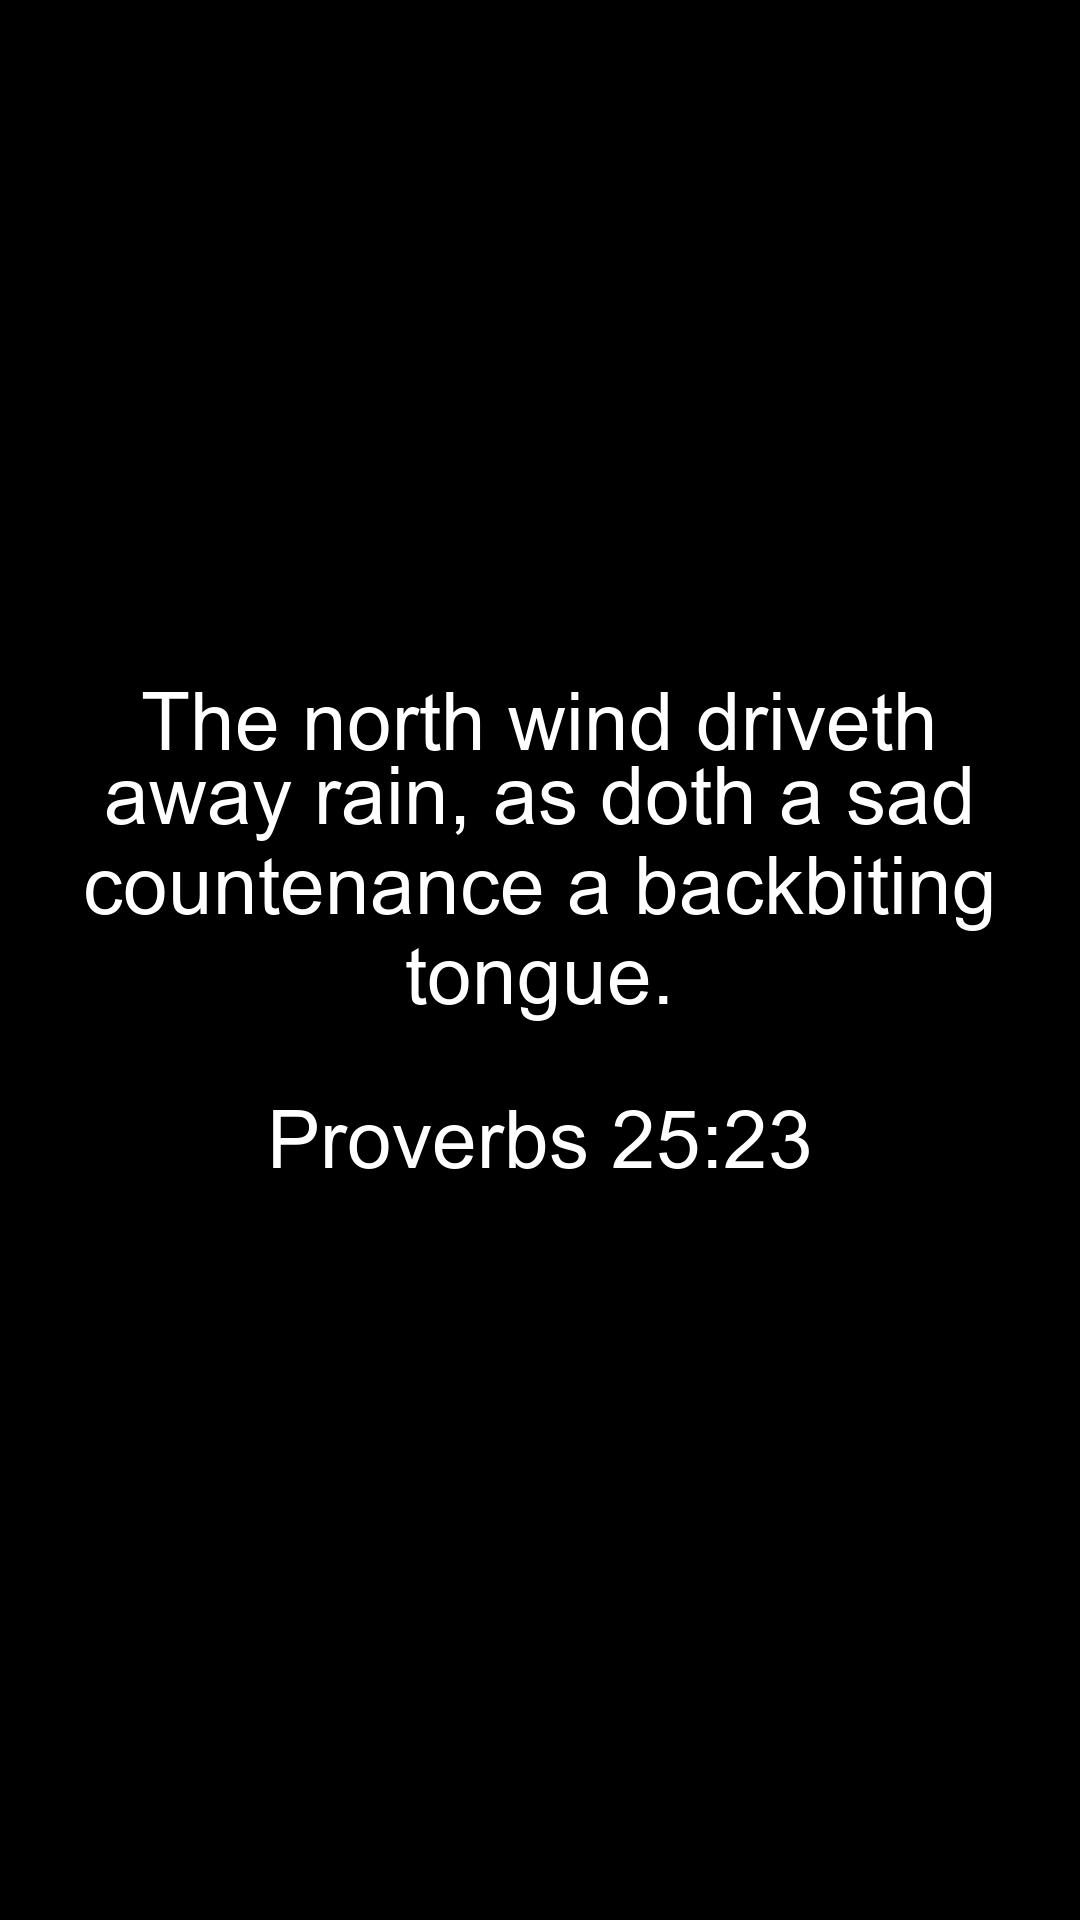 The north wind driveth
away rain, as doth a sad
countenance a backbiting
tongue.
Proverbs 25:23